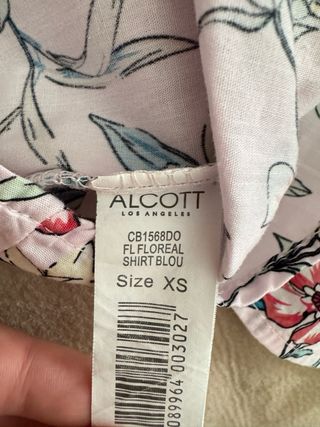 ALCOTT
LOS ANGELES
CB1568DO
FL FLOREAL
SHIRT BLOU
Size XS
089964 003027